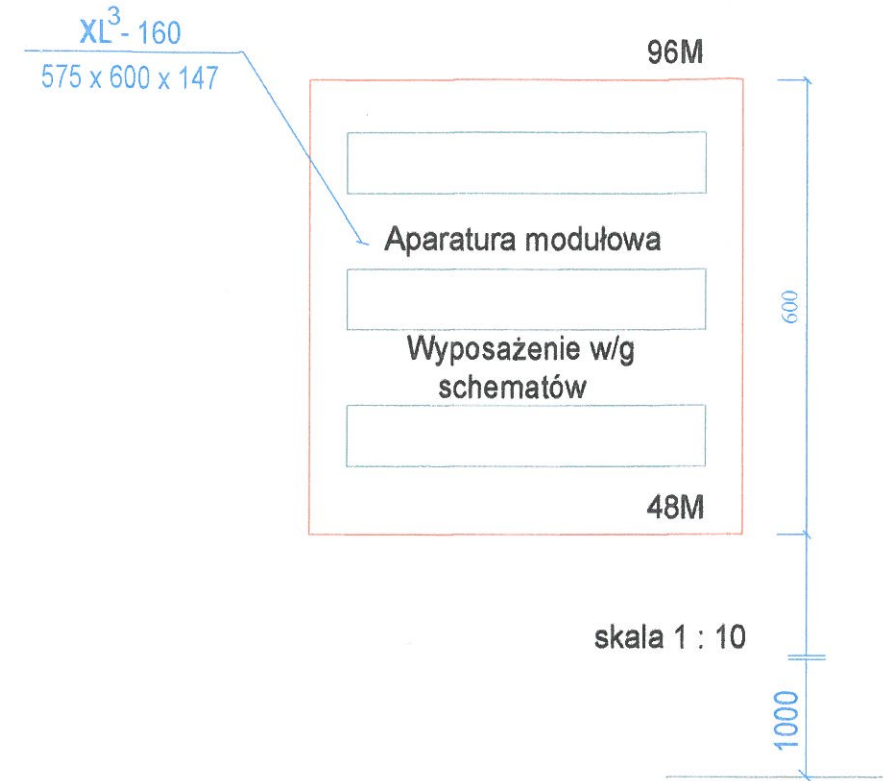 XL³- 160
575 x 600 x 147
96M
Aparatura modułowa
600
Wyposażenie w/g
schematów
48M
skala 1 : 10
1000